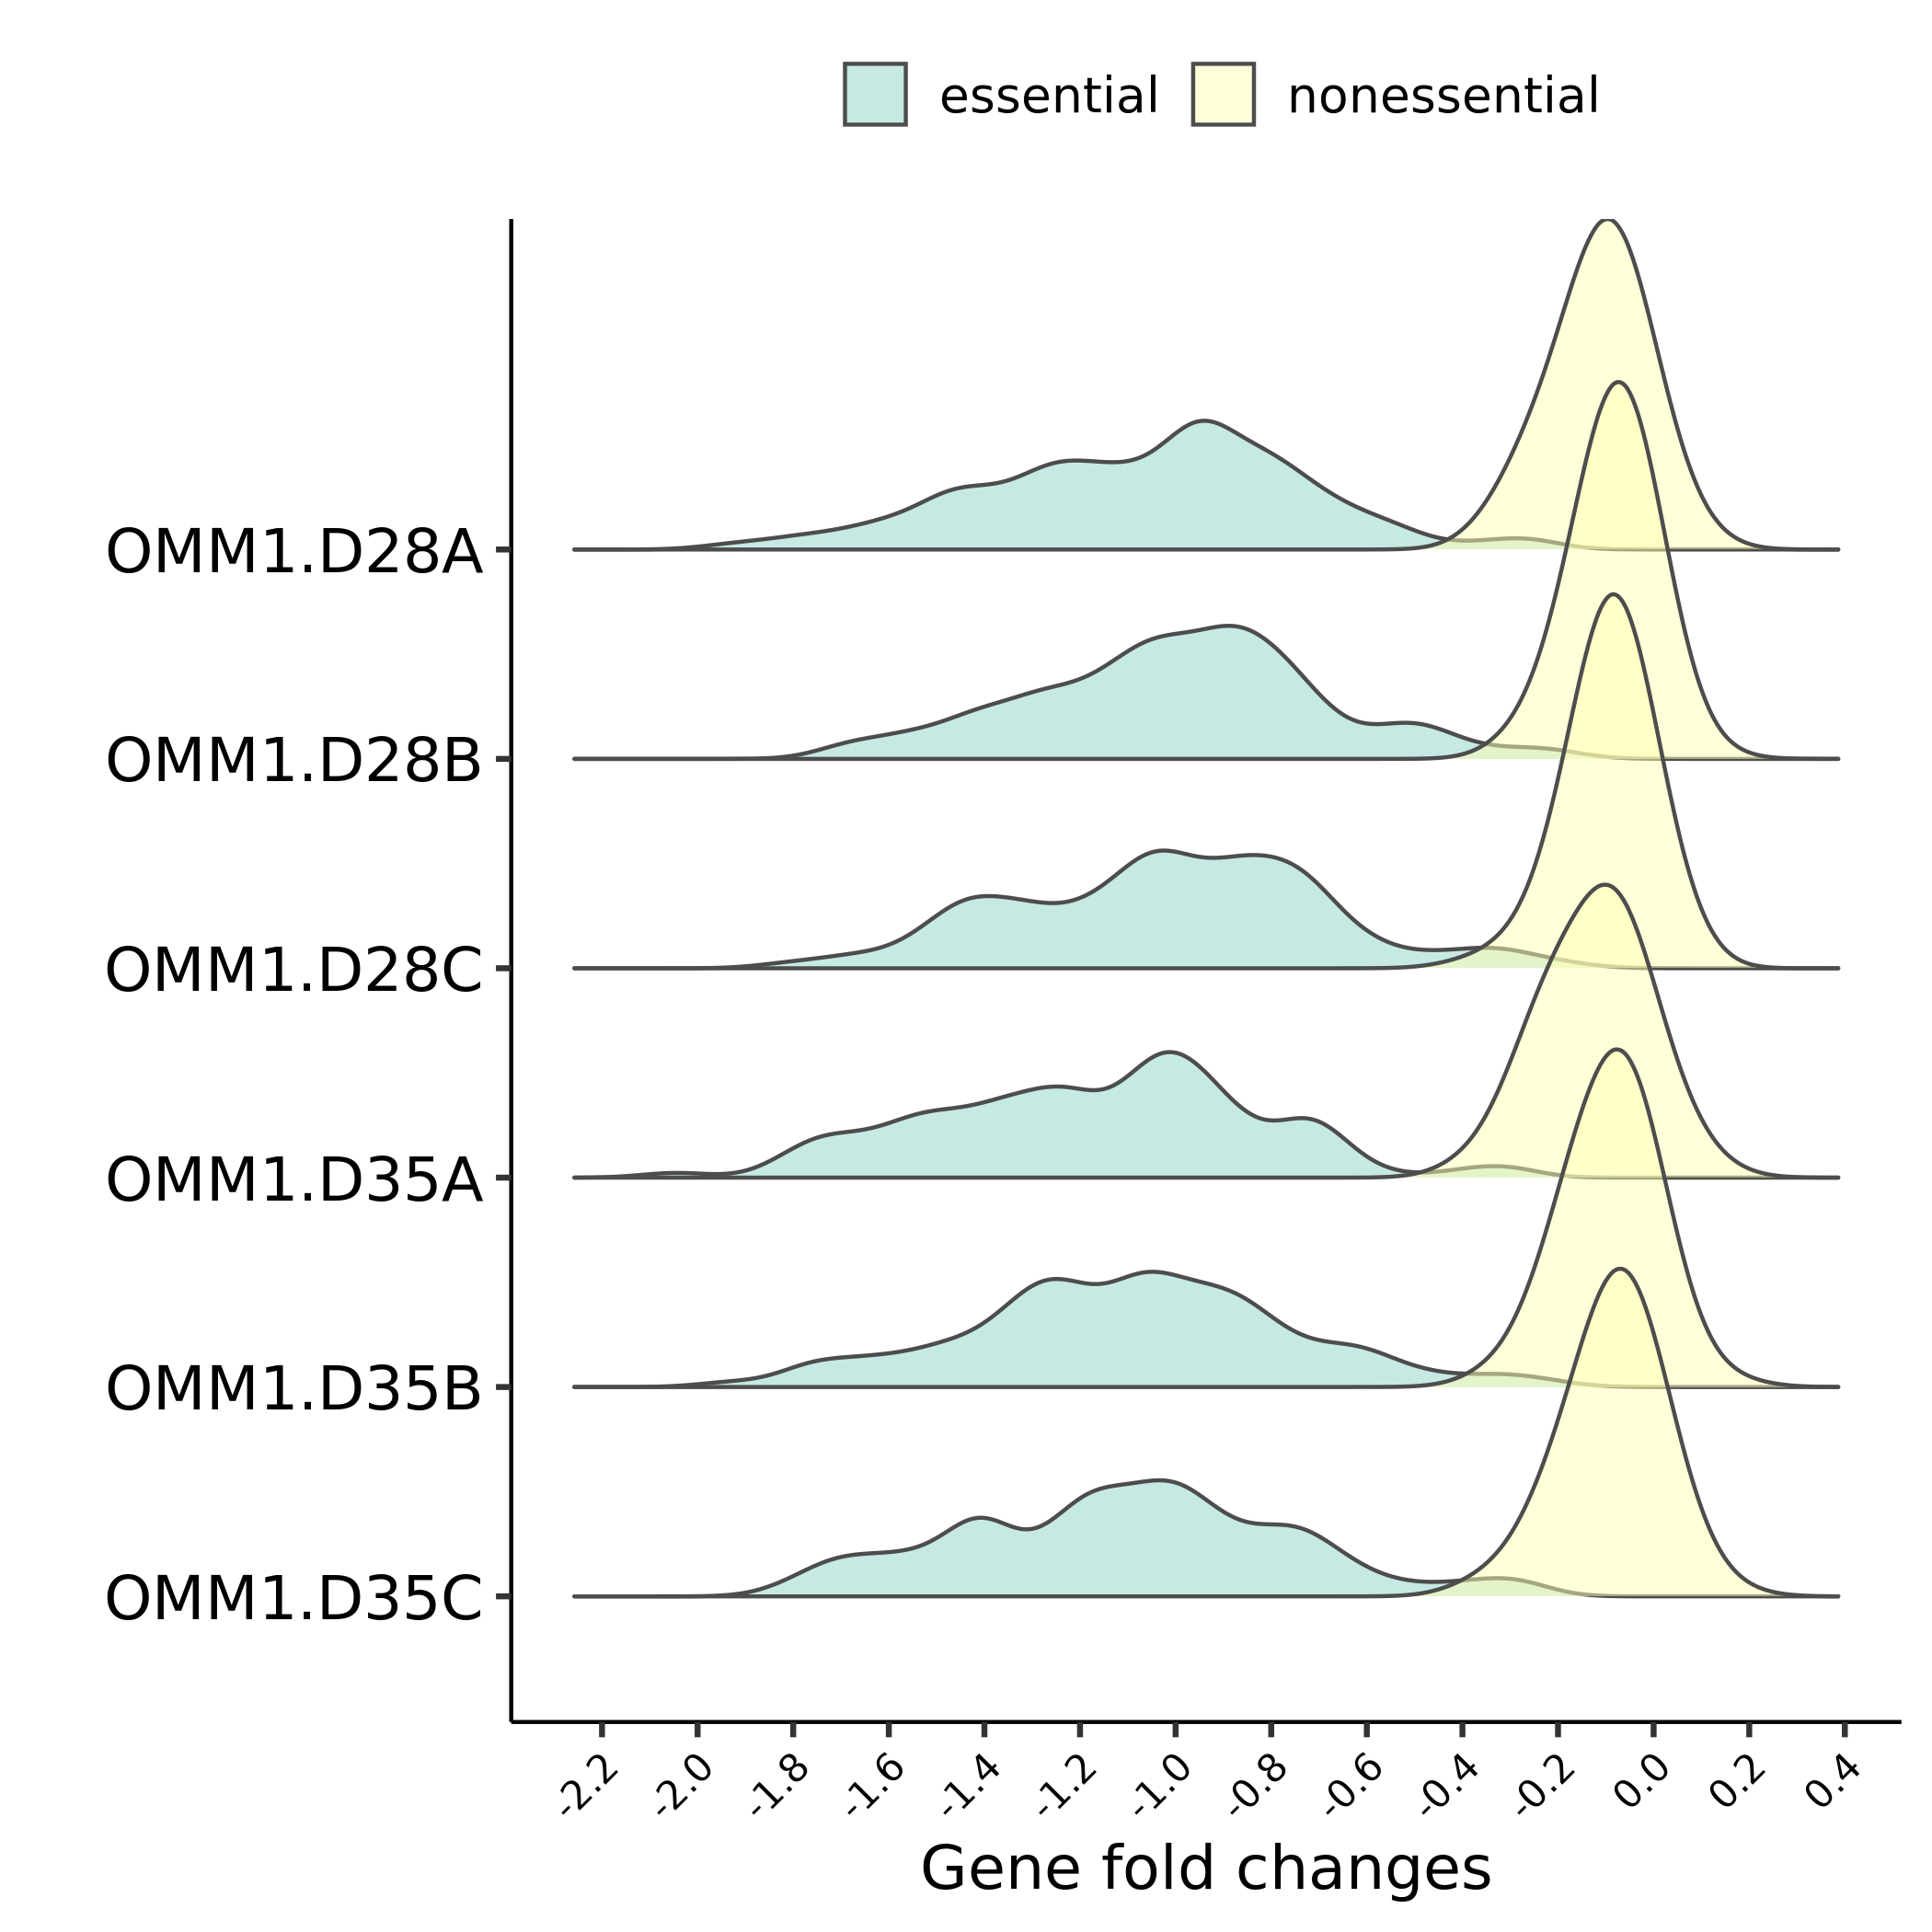 essential nonessential
OMM1.D28A
OMM1.D28B
OMM1.D28C
OMM1.D35A
OMM1.D35B
OMM1.D35C
-2.2 -2.0 -1.8 -1.6 -1.4 -1.2 -1.0 -0.8 -0.6 -0.4 -0.2 0.0 0.2 0.4
Gene fold changes